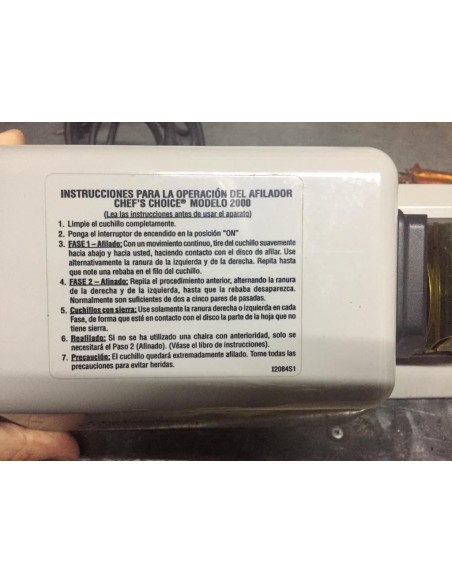 INSTRUCCIONES PARA LA OPERACIÓN DEL AFILADOR
CHEF'S CHOICE® MODELO 2000
(Lea las instrucciones antes de usar el aparato)
1. Limpie el cuchillo completamente.
2. Ponga el interruptor de encendido en la posición "ON"
3. FASE 1 – Afilado: Con un movimiento continuo, tire del cuchillo suavemente
hacia abajo y hacia usted, haciendo contacto con el disco de afilar. Use
alternativamente la ranura de la izquierda y de la derecha. Repita hasta
que note una rebaba en el filo del cuchillo.
4. FASE 2 – Afinado: Repita el procedimiento anterior, alternando la ranura
de la derecha y de la izquierda, hasta que la rebaba desaparezca.
Normalmente son suficientes de dos a cinco pares de pasadas.
5. Cuchillos con sierra: Use solamente la ranura derecha o izquierda en cada
Fase, de forma que está en contacto con el disco la parte de la hoja que no
tiene sierra.
6. Reafilado: Si no se ha utilizado una chaira con anterioridad, solo se
necesitará el Paso 2 (Afinado). (Véase el libro de instrucciones).
7. Precaución: El cuchillo quedará extremadamente afilado. Tome todas las
precauciones para evitar heridas.
I2084S1